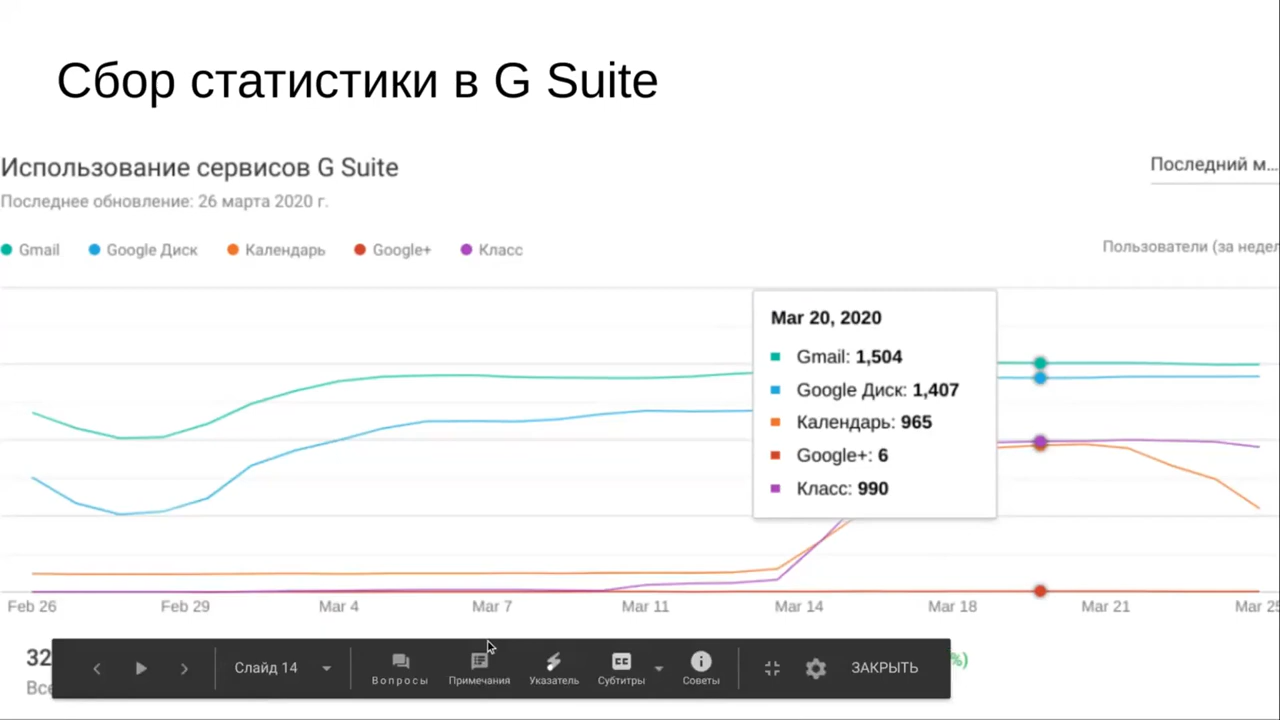 Сбор статистики в G Suite
Использование сервисов G Suite
Последний м...
Последнее обновление: 26 марта 2020 г.
Gmail Google Диск Календарь Google+ Класс
Пользователи (за недел
Mar 20, 2020
Gmail: 1,504
Google Диск: 1,407
Календарь: 965
Google+: 6
Класс: 990
Feb 26 Feb 29 Mar 4 Mar 7 Mar 11 Mar 14 Mar 18 Mar 21 Mar 25
32
%)
Все
Слайд 14
Вопросы Примечания Указатель Субтитры Советы
ЗАКРЫТЬ